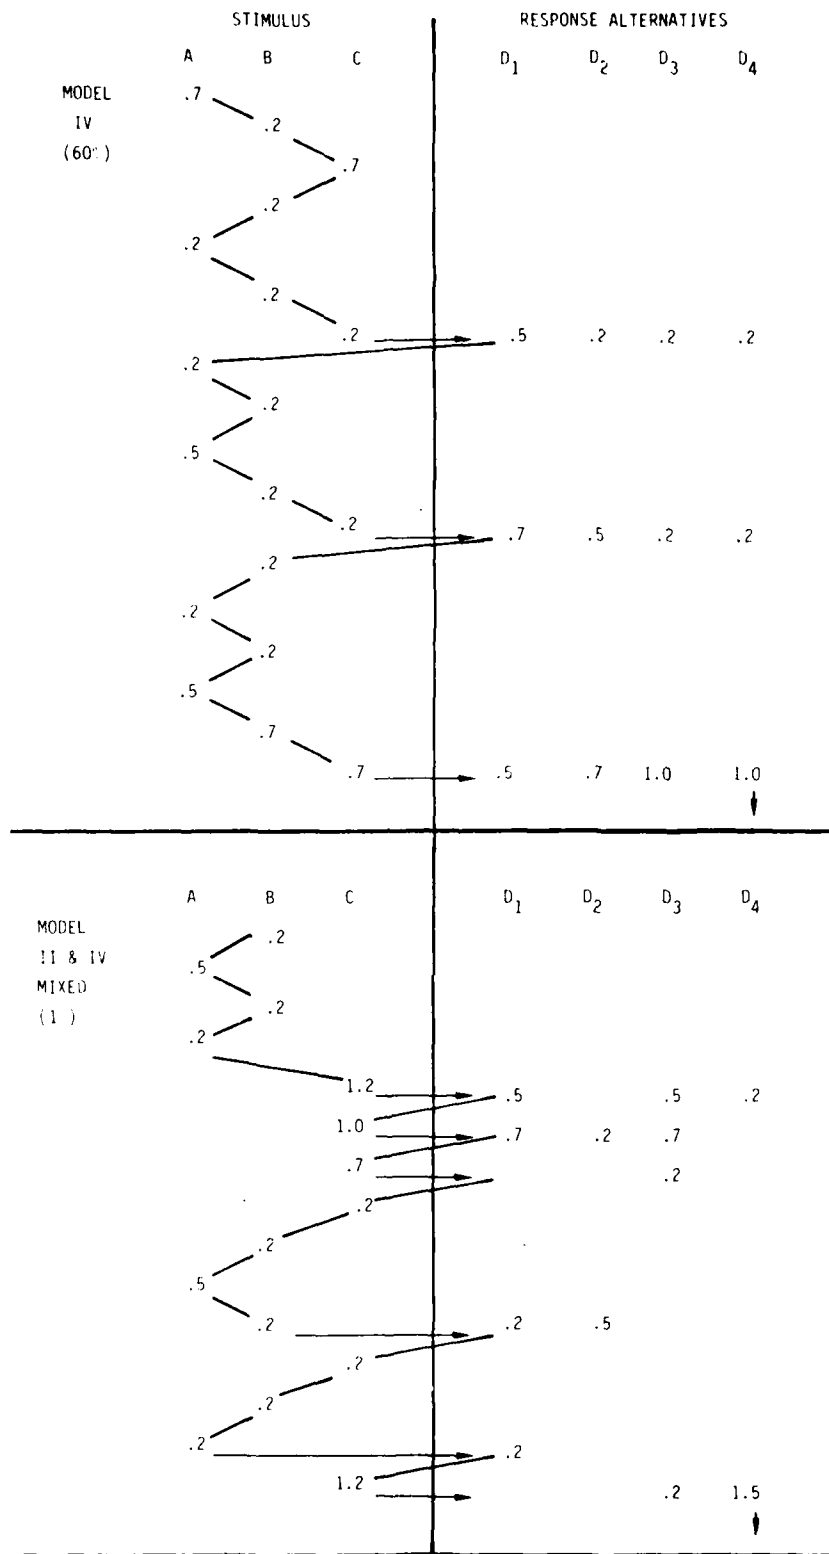 STIMULUS RESPONSE ALTERNATIVES
A B C D1 D2 D3 D4
MODEL .7
IV .2
(60%)
.7
.2
.2
.2
.2 .5 .2 .2 .2
.2
.2
.5
.2
.2 .7 .5 .2 .2
.2
.2
.2
.5
.7
.7 .5 .7 1.0 1.0
A B C D1 D2 D3 D4
MODEL .2
II & IV
.5
MIXED
.2
(1 )
.2
1.2 .5 .5 .2
1.0 .7 .2 .7
.7 .2
.2
.2
.5
.2 .2 .5
.2
.2
.2 .2
1.2 .2 1.5